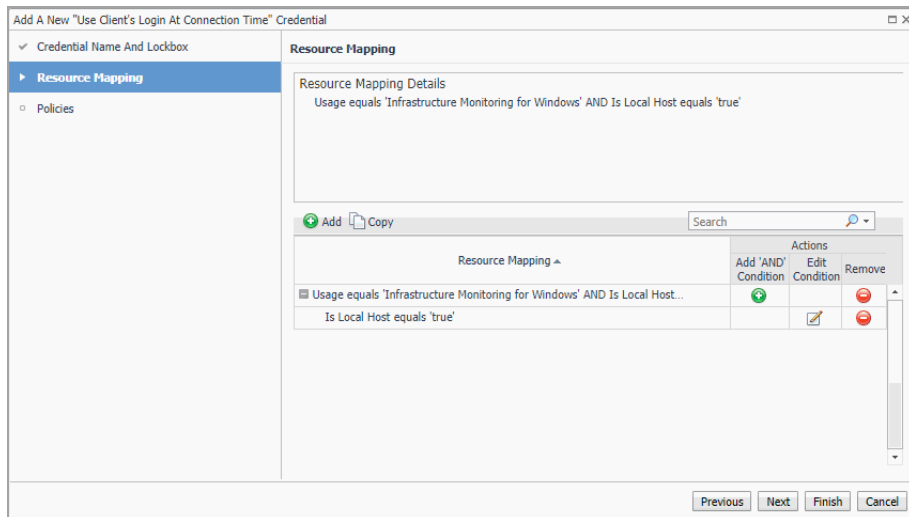 Add A New "Use Client's Login At Connection Time" Credential
Credential Name And Lockbox
Resource Mapping
Policies
Resource Mapping
Resource Mapping Details
Usage equals 'Infrastructure Monitoring for Windows' AND Is Local Host equals 'true'
Add Copy Search
Resource Mapping Actions
Add 'AND' Condition Edit Condition Remove
Usage equals 'Infrastructure Monitoring for Windows' AND Is Local Host...
Is Local Host equals 'true'
Previous Next Finish Cancel